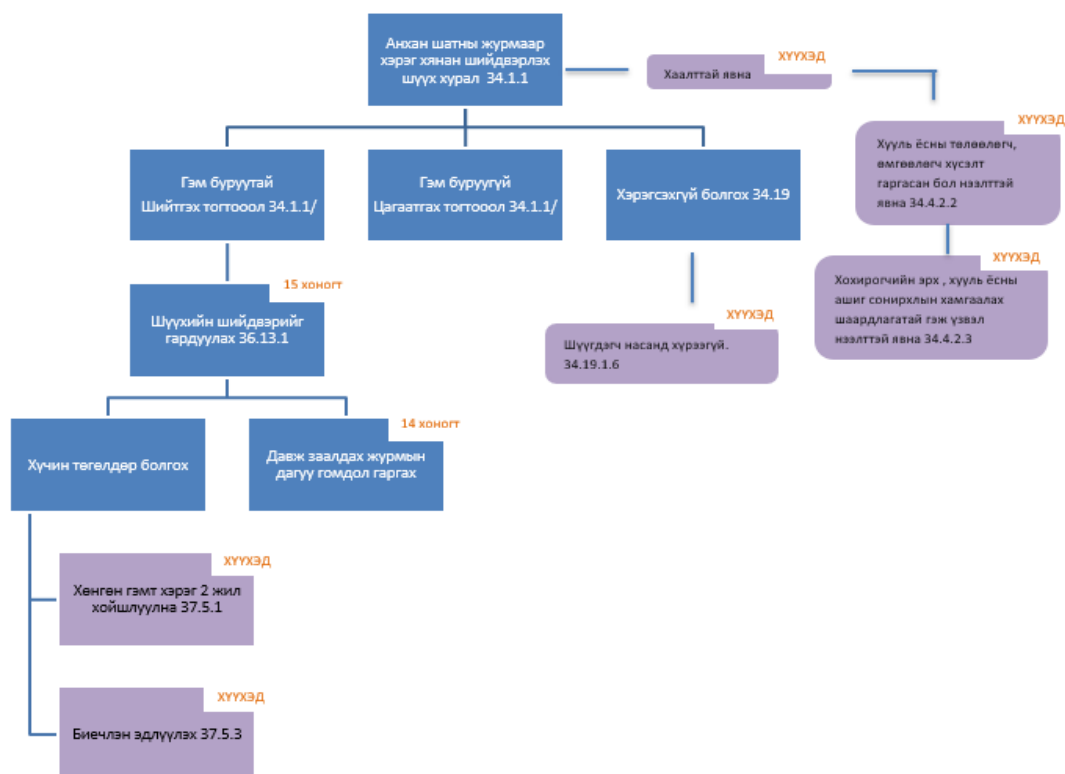 Анхан шатны журмаар
хэрэг хянан шийдвэрлэх
шүүх хурал 34.1.1
ХҮҮХЭД
Хаалттай явна
ХҮҮХЭД
Хууль ёсны төлөөлөгч,
өмгөөлөгч хүсэлт
гаргасан бол нээлттэй
явна 34.4.2.2
Гэм буруутай
Шийтгэх тогтооол 34.1.1/
Гэм буруугүй
Цагаатгах тогтооол 34.1.1/
Хэрэгсэхгүй болгох 34.19
ХҮҮХЭД
Хохирогчийн эрх , хууль ёсны
ашиг сонирхлын хамгаалах
шаардлагатай гэж үзвэл
нээлттэй явна 34.4.2.3
15 хоногт
Шүүхийн шийдвэрийг
гардуулах 36.13.1
ХҮҮХЭД
Шүүгдэгч насанд хүрээгүй.
34.19.1.6
Хүчин төгөлдөр болгох
14 хоногт
Давж заалдах журмын
дагуу гомдол гаргах
ХҮҮХЭД
Хөнгөн гэмт хэрэг 2 жил
хойшлуулна 37.5.1
ХҮҮХЭД
Биечлэн эдлүүлэх 37.5.3